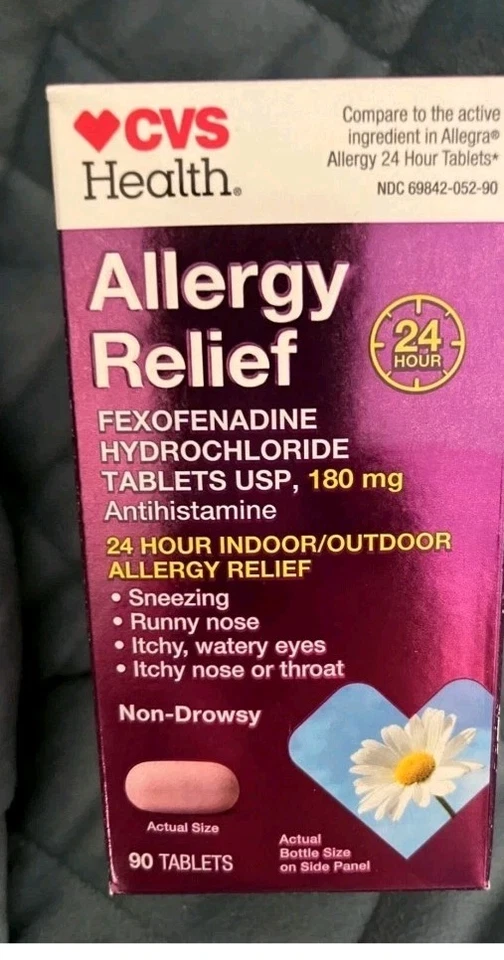 CVS
Health®
Compare to the active
ingredient in Allegra®
Allergy 24 Hour Tablets*
NDC 69842-052-90
Allergy
Relief
24
HOUR
FEXOFENADINE
HYDROCHLORIDE
TABLETS USP, 180 mg
Antihistamine
24 HOUR INDOOR/OUTDOOR
ALLERGY RELIEF
• Sneezing
• Runny nose
• Itchy, watery eyes
• Itchy nose or throat
Non-Drowsy
Actual Size
90 TABLETS
Actual
Bottle Size
on Side Panel